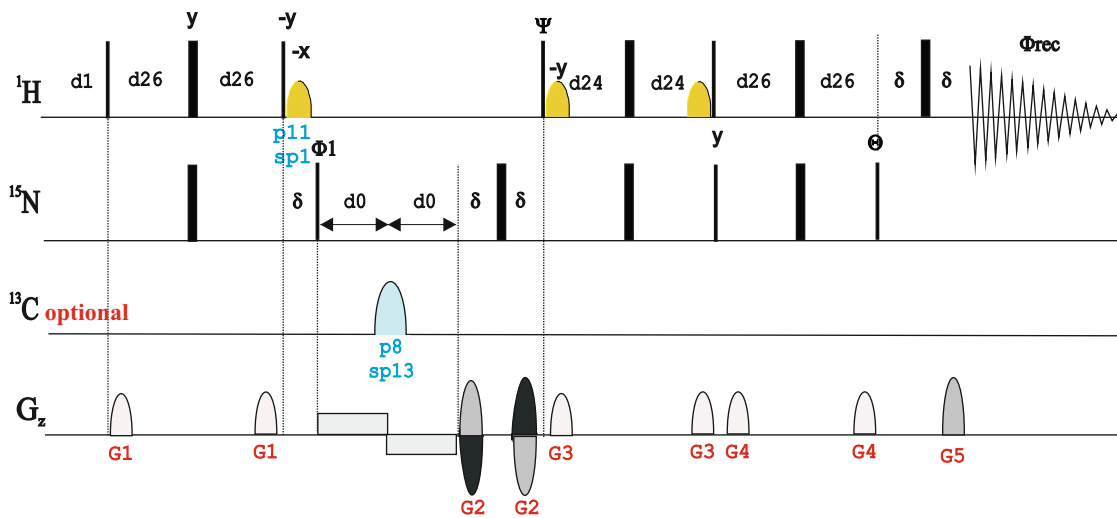 y -y Ψ
-x -y Φrec
¹H d1 d26 d26 d24 d24 d26 d26 δ δ
p11
sp1 Φ1 y Θ
¹⁵N δ d0 d0 δ δ
¹³C optional
p8
sp13
Gz
G1 G1 G3 G3 G4 G4 G5
G2 G2